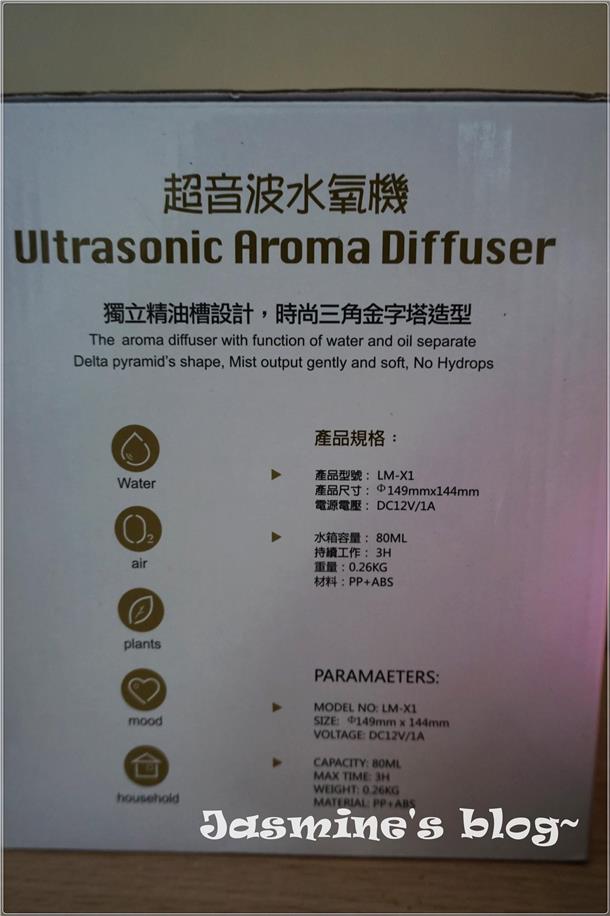 超音波水氧機
Ultrasonic Aroma Diffuser
獨立精油槽設計，時尚三角金字塔造型
The aroma diffuser with function of water and oil separate
Delta pyramid's shape, Mist output gently and soft, No Hydrops
Water
O2
air
plants
mood
household
產品規格：
產品型號： LM-X1
產品尺寸： Φ149mmx144mm
電源電壓： DC12V/1A
水箱容量： 80ML
持續工作： 3H
重量：0.26KG
材料：PP+ABS
PARAMAETERS:
MODEL NO: LM-X1
SIZE: Φ149mm x 144mm
VOLTAGE: DC12V/1A
CAPACITY: 80ML
MAX TIME: 3H
WEIGHT: 0.26KG
MATERIAL: PP+ABS
Jasmine's blog~